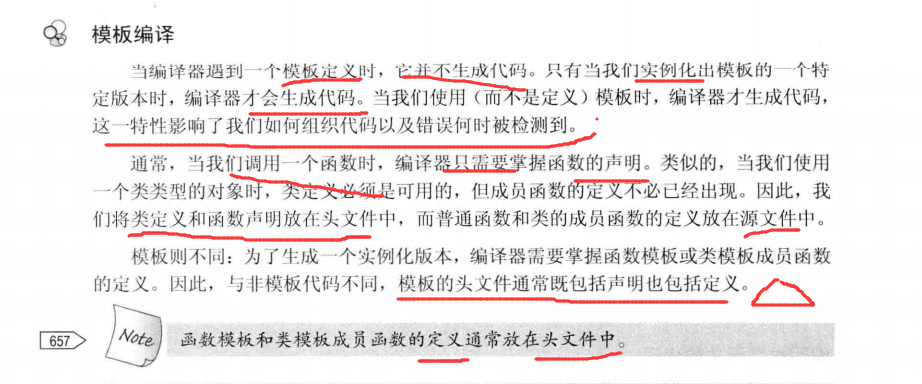 模板编译
当编译器遇到一个模板定义时，它并不生成代码。只有当我们实例化出模板的一个特
定版本时，编译器才会生成代码。当我们使用（而不是定义）模板时，编译器才生成代码，
这一特性影响了我们如何组织代码以及错误何时被检测到。
通常，当我们调用一个函数时，编译器只需要掌握函数的声明。类似的，当我们使用
一个类类型的对象时，类定义必须是可用的，但成员函数的定义不必已经出现。因此，我
们将类定义和函数声明放在头文件中，而普通函数和类的成员函数的定义放在源文件中。
模板则不同：为了生成一个实例化版本，编译器需要掌握函数模板或类模板成员函数
的定义。因此，与非模板代码不同，模板的头文件通常既包括声明也包括定义。
657
Note
函数模板和类模板成员函数的定义通常放在头文件中。